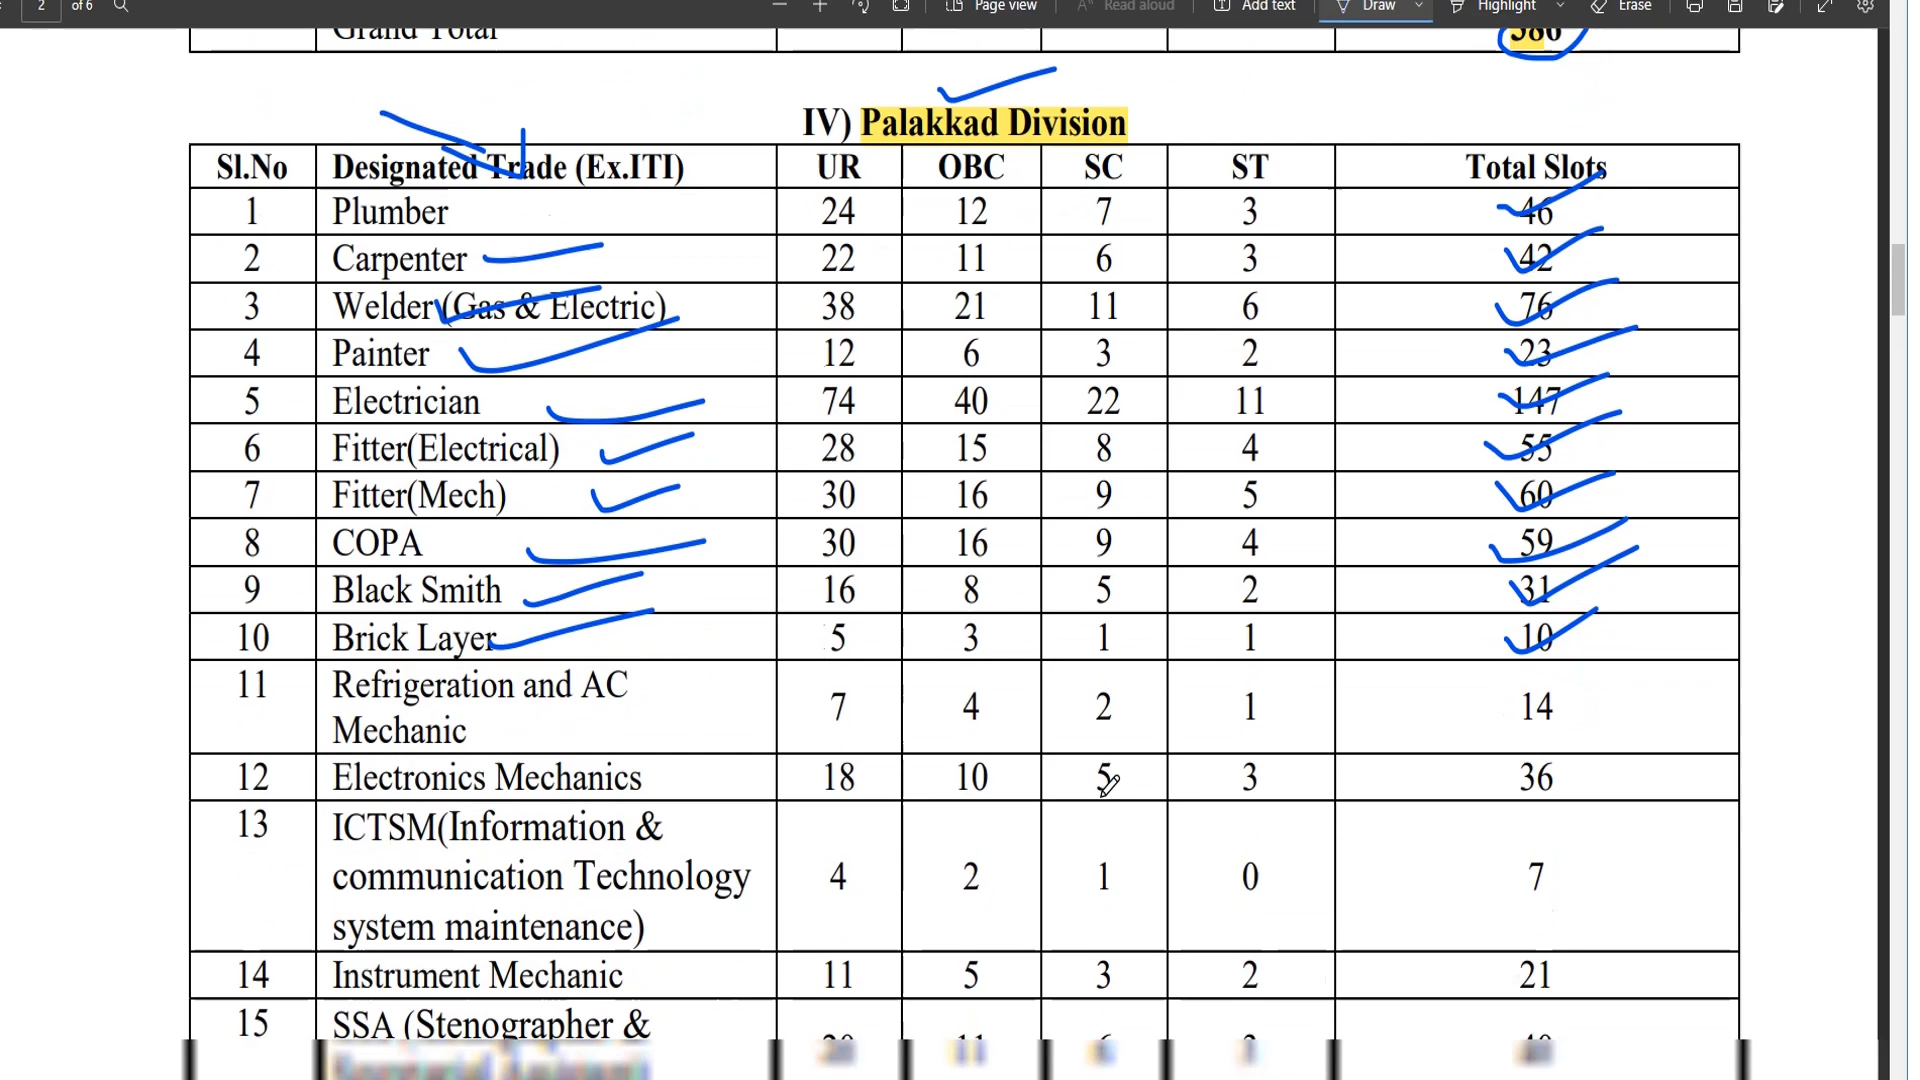 2 of 6 Page view Read aloud Add text Draw Highlight Erase
Grand Total 586
IV) Palakkad Division
Sl.No Designated Trade (Ex.ITI) UR OBC SC ST Total Slots
1 Plumber 24 12 7 3 46
2 Carpenter 22 11 6 3 42
3 Welder (Gas & Electric) 38 21 11 6 76
4 Painter 12 6 3 2 23
5 Electrician 74 40 22 11 147
6 Fitter(Electrical) 28 15 8 4 55
7 Fitter(Mech) 30 16 9 5 60
8 COPA 30 16 9 4 59
9 Black Smith 16 8 5 2 31
10 Brick Layer 5 3 1 1 10
11 Refrigeration and AC
Mechanic 7 4 2 1 14
12 Electronics Mechanics 18 10 5 3 36
13 ICTSM(Information &
communication Technology
system maintenance) 4 2 1 0 7
14 Instrument Mechanic 11 5 3 2 21
15 SSA (Stenographer &